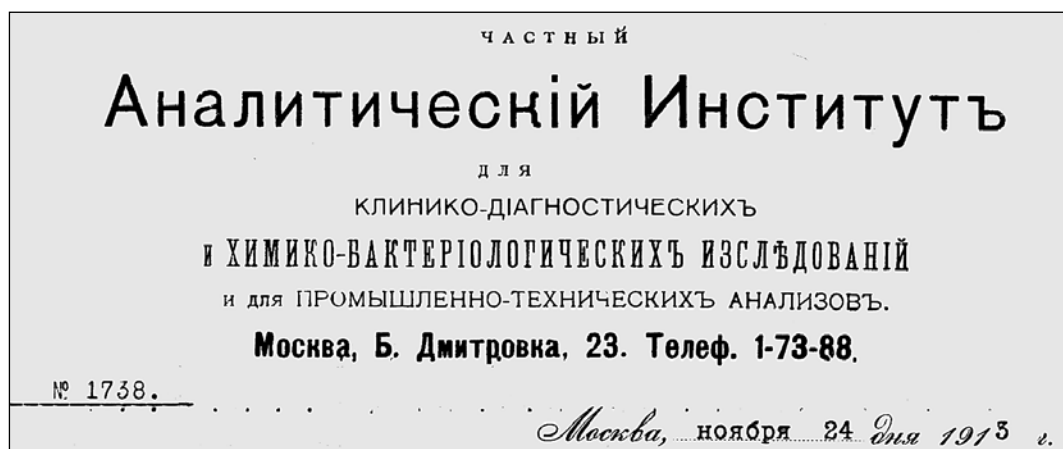 ЧАСТНЫЙ
Аналитическій Институтъ
для
КЛИНИКО-ДІАГНОСТИЧЕСКИХЪ
и ХИМИКО-БАКТЕРІОЛОГИЧЕСКИХЪ ИЗСЛѢДОВАНІЙ
и для ПРОМЫШЛЕННО-ТЕХНИЧЕСКИХЪ АНАЛИЗОВЪ.
Москва, Б. Дмитровка, 23. Телеф. 1-73-88.
№ 1738.
Москва, ноября 24 дня 1913 г.